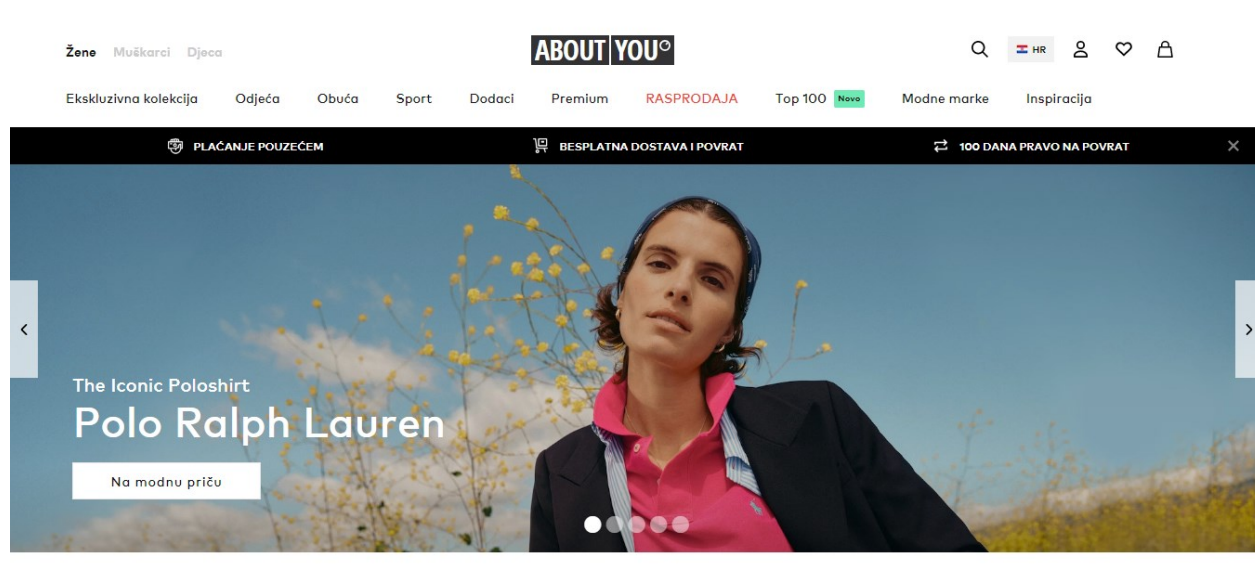 Žene Muškarci Djeca
ABOUT YOU°
HR
Ekskluzivna kolekcija Odjeća Obuća Sport Dodaci Premium RASPRODAJA Top 100 Novo Modne marke Inspiracija
PLAĆANJE POUZEĆEM BESPLATNA DOSTAVA I POVRAT 100 DANA PRAVO NA POVRAT
The Iconic Poloshirt
Polo Ralph Lauren
Na modnu priču